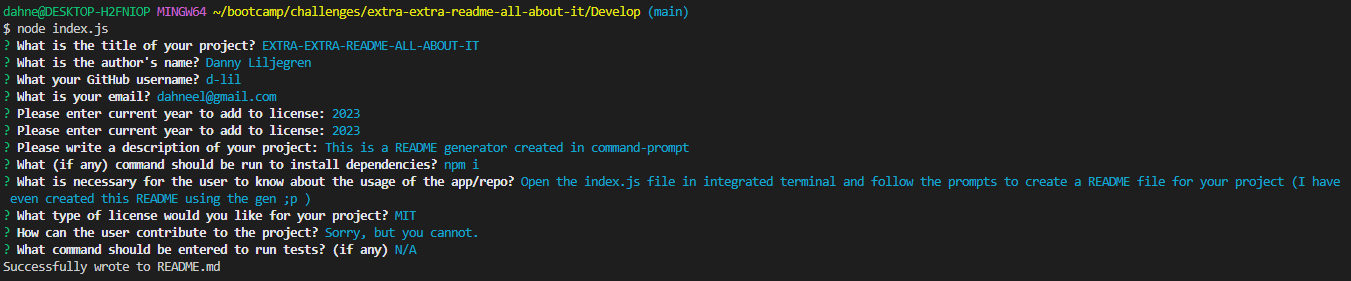 dahne@DESKTOP-H2FNIOP MINGW64 ~/bootcamp/challenges/extra-extra-readme-all-about-it/Develop (main)
$ node index.js
? What is the title of your project? EXTRA-EXTRA-README-ALL-ABOUT-IT
? What is the author's name? Danny Liljegren
? What your GitHub username? d-lil
? What is your email? dahneel@gmail.com
? Please enter current year to add to license: 2023
? Please enter current year to add to license: 2023
? Please write a description of your project: This is a README generator created in command-prompt
? What (if any) command should be run to install dependencies? npm i
? What is necessary for the user to know about the usage of the app/repo? Open the index.js file in integrated terminal and follow the prompts to create a README file for your project (I have
even created this README using the gen ;p )
? What type of license would you like for your project? MIT
? How can the user contribute to the project? Sorry, but you cannot.
? What command should be entered to run tests? (if any) N/A
Successfully wrote to README.md